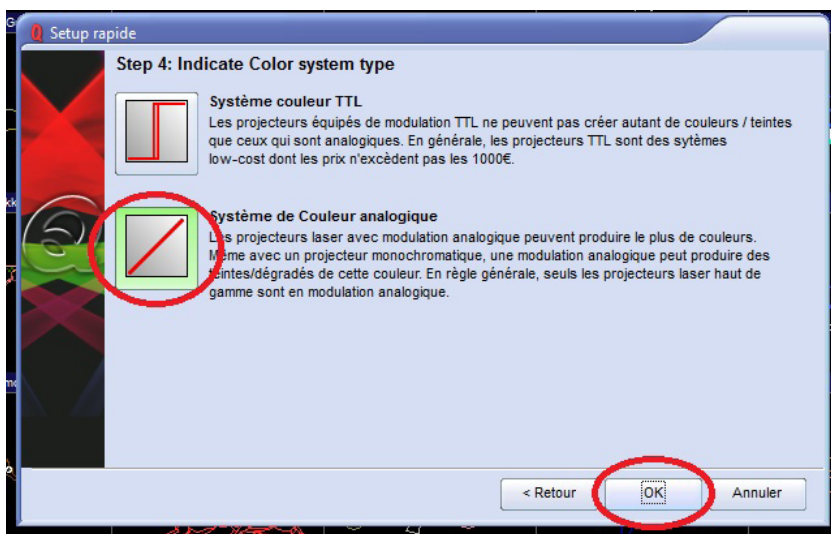 Setup rapide
Step 4: Indicate Color system type
Système couleur TTL
Les projecteurs équipés de modulation TTL ne peuvent pas créer autant de couleurs / teintes
que ceux qui sont analogiques. En générale, les projecteurs TTL sont des sytèmes
low-cost dont les prix n'excèdent pas les 1000€.
Système de Couleur analogique
Les projecteurs laser avec modulation analogique peuvent produire le plus de couleurs.
Même avec un projecteur monochromatique, une modulation analogique peut produire des
teintes/dégradés de cette couleur. En règle générale, seuls les projecteurs laser haut de
gamme sont en modulation analogique.
< Retour
OK
Annuler